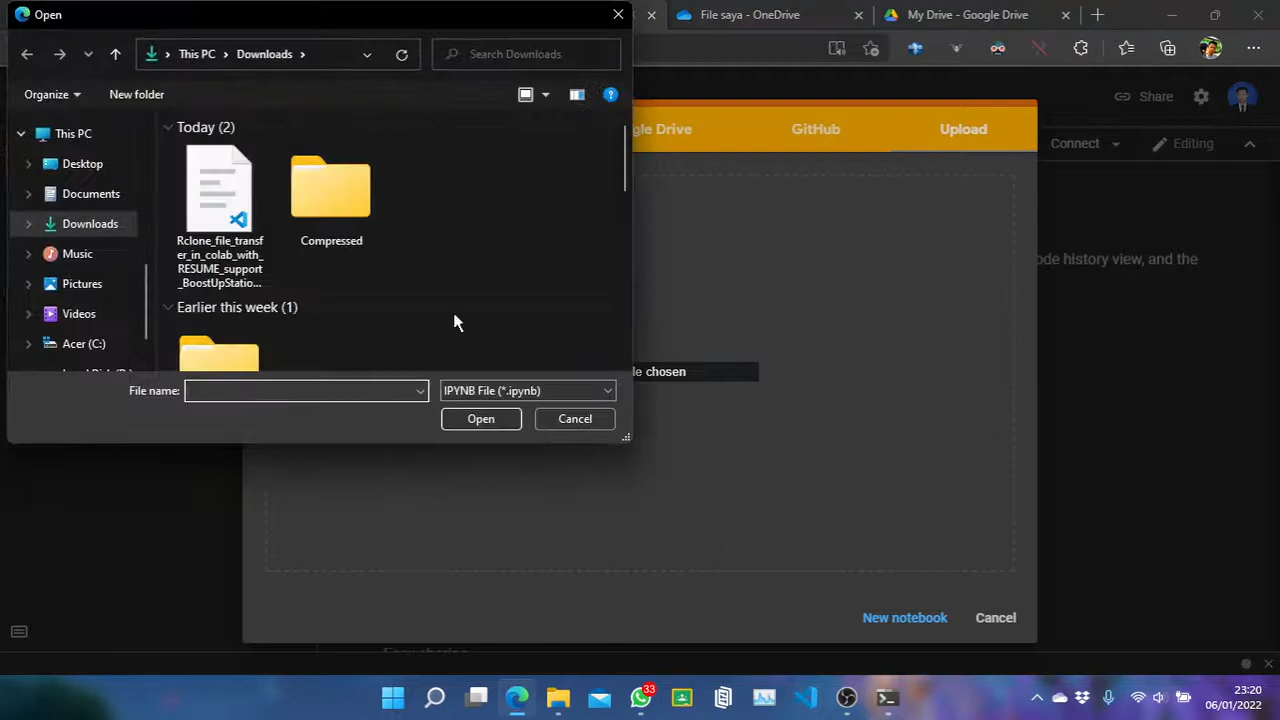 Open
File saya - OneDrive
My Drive - Google Drive
This PC
Downloads
Search Downloads
Organize
New folder
Share
This PC
Desktop
Documents
Downloads
Music
Pictures
Videos
Acer (C:)
Today (2)
Rclone_file_transf
er_in_colab_with_
RESUME_support
_BoostUpStatio...
Compressed
Earlier this week (1)
File name:
IPYNB File (*.ipynb)
Open
Cancel
gle Drive
GitHub
Upload
Connect
Editing
ode history view, and the
le chosen
New notebook
Cancel
33
23:20
06/01/2022